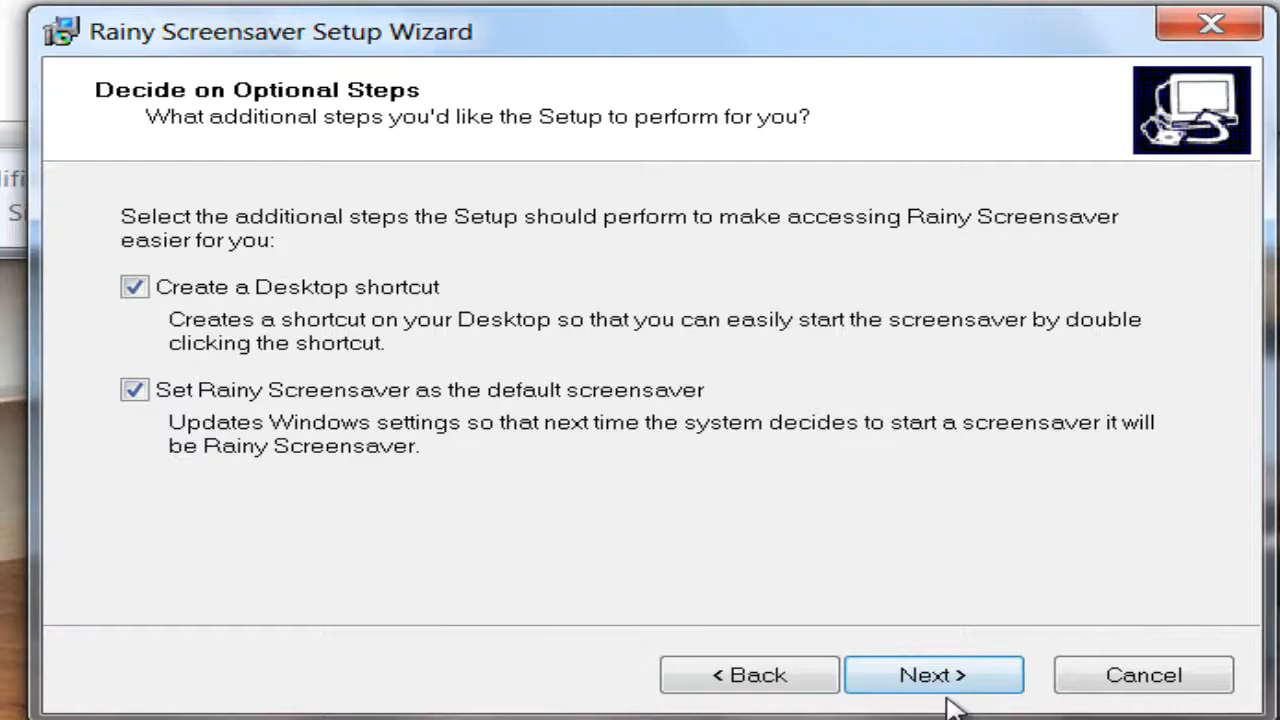 Rainy Screensaver Setup Wizard
Decide on Optional Steps
What additional steps you'd like the Setup to perform for you?
Select the additional steps the Setup should perform to make accessing Rainy Screensaver
easier for you:
Create a Desktop shortcut
Creates a shortcut on your Desktop so that you can easily start the screensaver by double
clicking the shortcut.
Set Rainy Screensaver as the default screensaver
Updates Windows settings so that next time the system decides to start a screensaver it will
be Rainy Screensaver.
< Back
Next >
Cancel